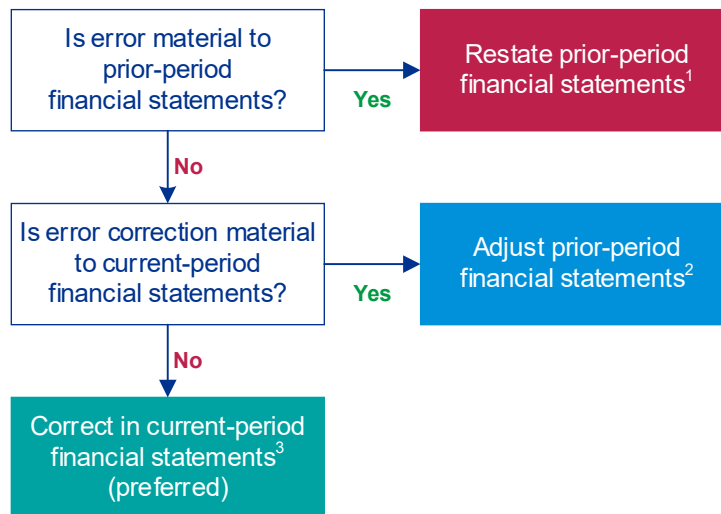 Is error material to
prior-period
financial statements?
Yes
Restate prior-period
financial statements¹
No
Is error correction material
to current-period
financial statements?
Yes
Adjust prior-period
financial statements²
No
Correct in current-period
financial statements³
(preferred)